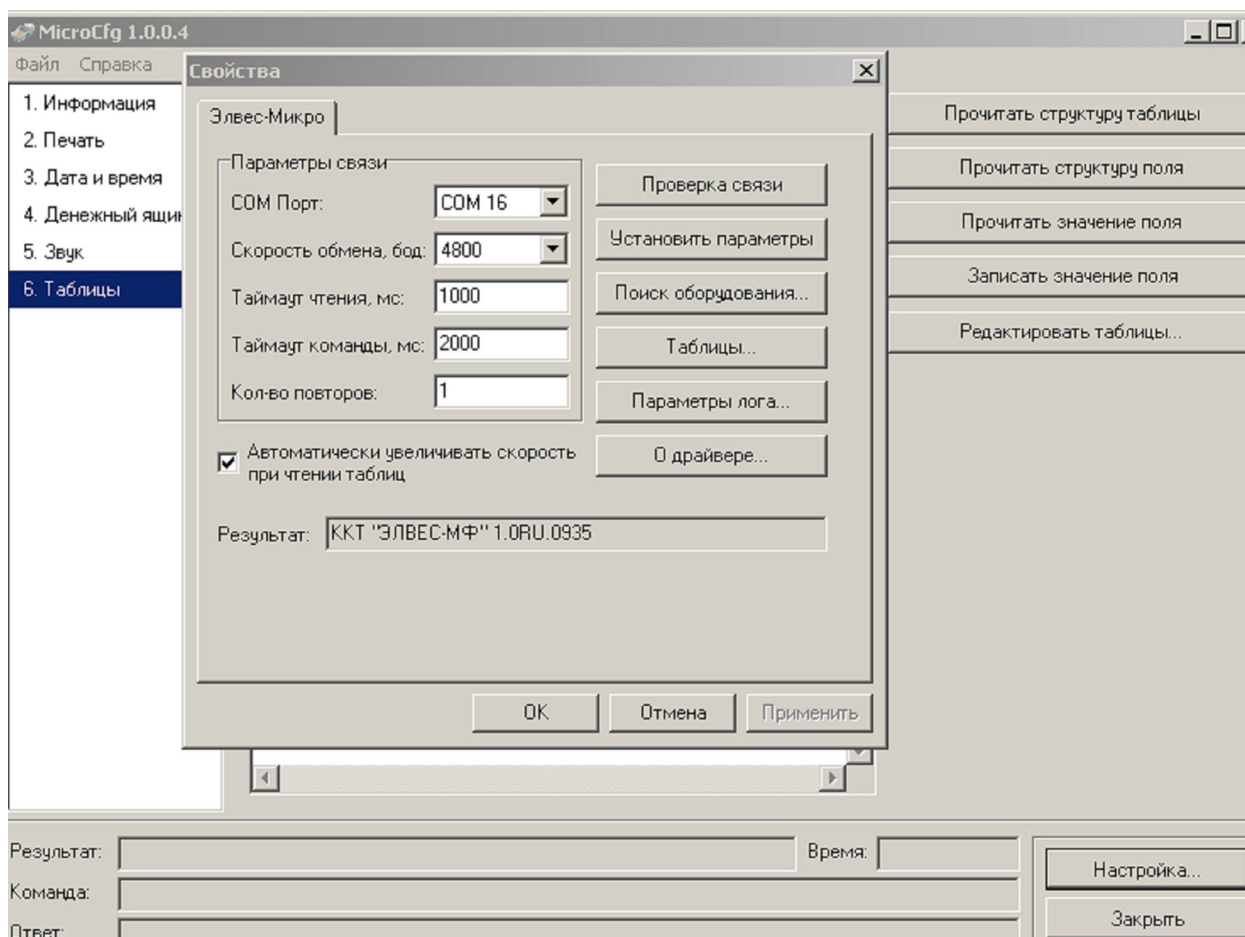 MicroCfg 1.0.0.4
Файл Справка
1. Информация
2. Печать
3. Дата и время
4. Денежный ящик
5. Звук
6. Таблицы
Свойства
Элвес-Микро
Параметры связи
COM Порт: COM 16
Скорость обмена, бод: 4800
Таймаут чтения, мс: 1000
Таймаут команды, мс: 2000
Кол-во повторов: 1
Проверка связи
Установить параметры
Поиск оборудования...
Таблицы...
Параметры лога...
О драйвере...
Автоматически увеличивать скорость
при чтении таблиц
Результат: ККТ "ЭЛВЕС-МФ" 1.0RU.0935
OK Отмена Применить
Прочитать структуру таблицы
Прочитать структуру поля
Прочитать значение поля
Записать значение поля
Редактировать таблицы...
Результат: Время:
Команда:
Ответ:
Настройка...
Закрыть